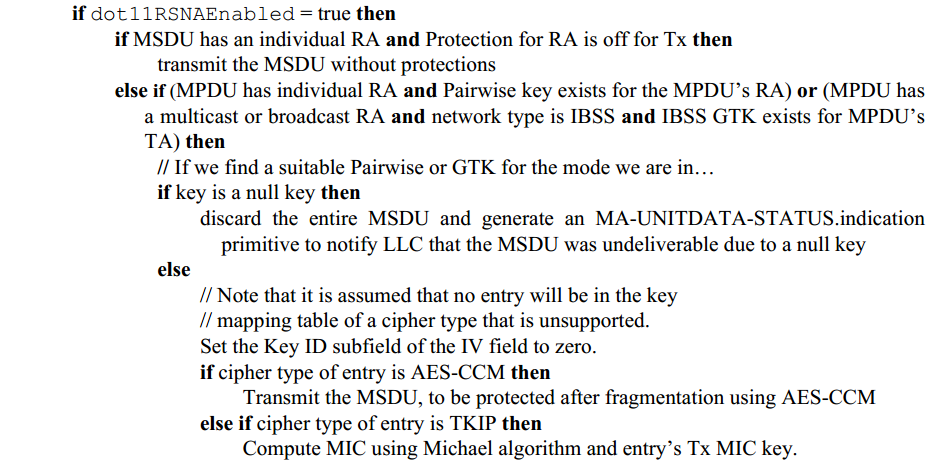 if dot11RSNAEnabled = true then
if MSDU has an individual RA and Protection for RA is off for Tx then
transmit the MSDU without protections
else if (MPDU has individual RA and Pairwise key exists for the MPDU's RA) or (MPDU has
a multicast or broadcast RA and network type is IBSS and IBSS GTK exists for MPDU's
TA) then
// If we find a suitable Pairwise or GTK for the mode we are in…
if key is a null key then
discard the entire MSDU and generate an MA-UNITDATA-STATUS.indication
primitive to notify LLC that the MSDU was undeliverable due to a null key
else
// Note that it is assumed that no entry will be in the key
// mapping table of a cipher type that is unsupported.
Set the Key ID subfield of the IV field to zero.
if cipher type of entry is AES-CCM then
Transmit the MSDU, to be protected after fragmentation using AES-CCM
else if cipher type of entry is TKIP then
Compute MIC using Michael algorithm and entry's Tx MIC key.